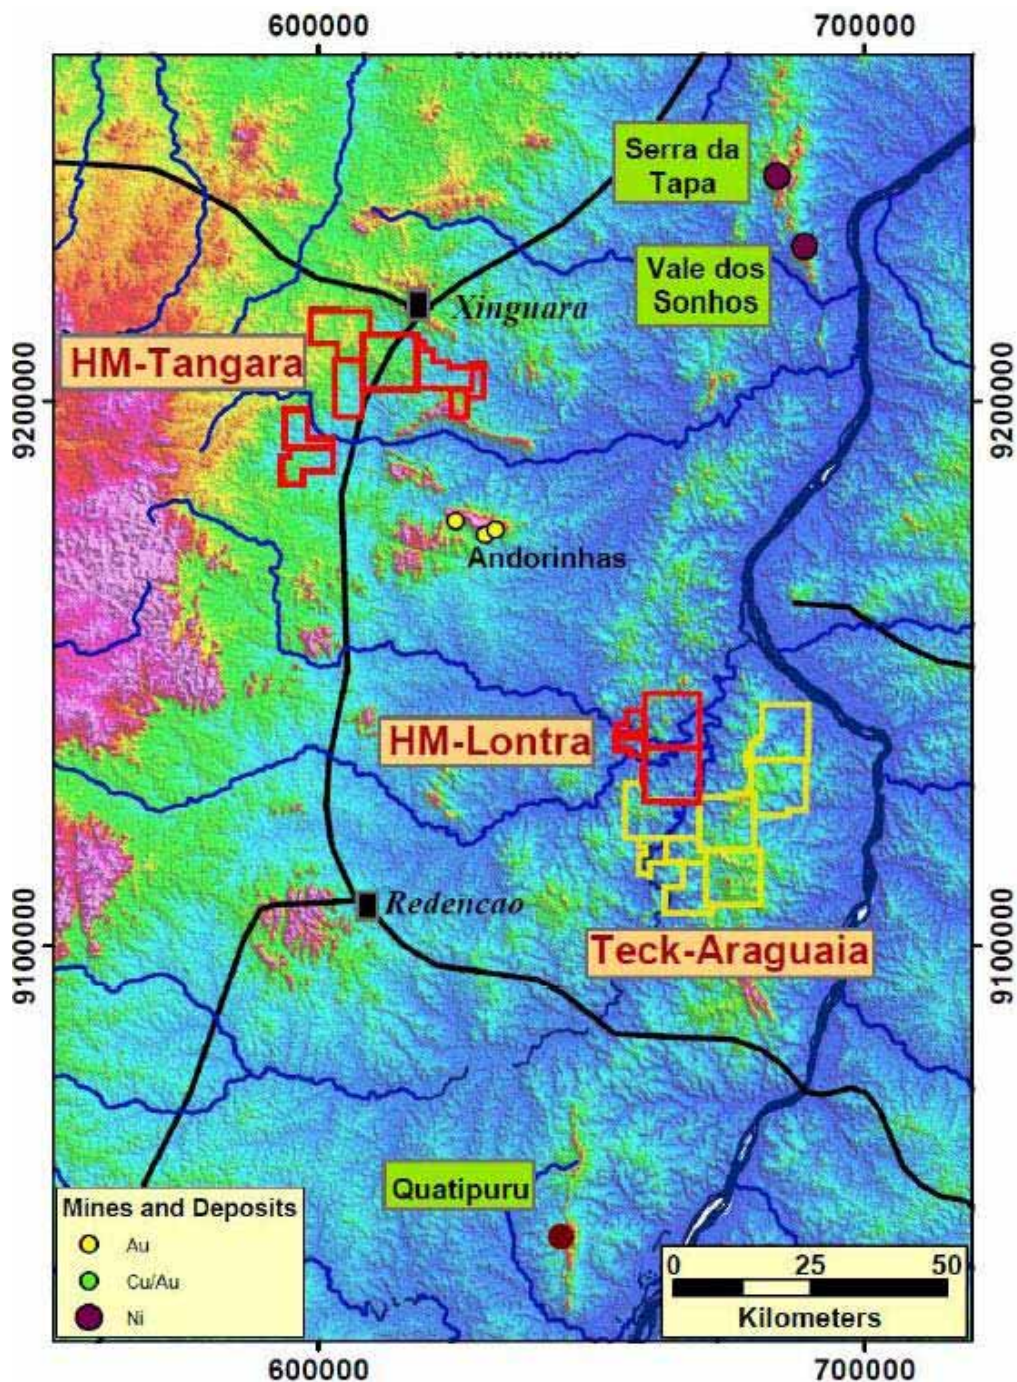 600000
700000
Serra da
Tapa
Vale dos
Sonhos
Xinguara
HM-Tangara
9200000
9200000
Andorinhas
HM-Lontra
Redencao
Teck-Araguaia
9100000
9100000
Quatipuru
Mines and Deposits
Au
Cu/Au
Ni
0
25
50
Kilometers
600000
700000